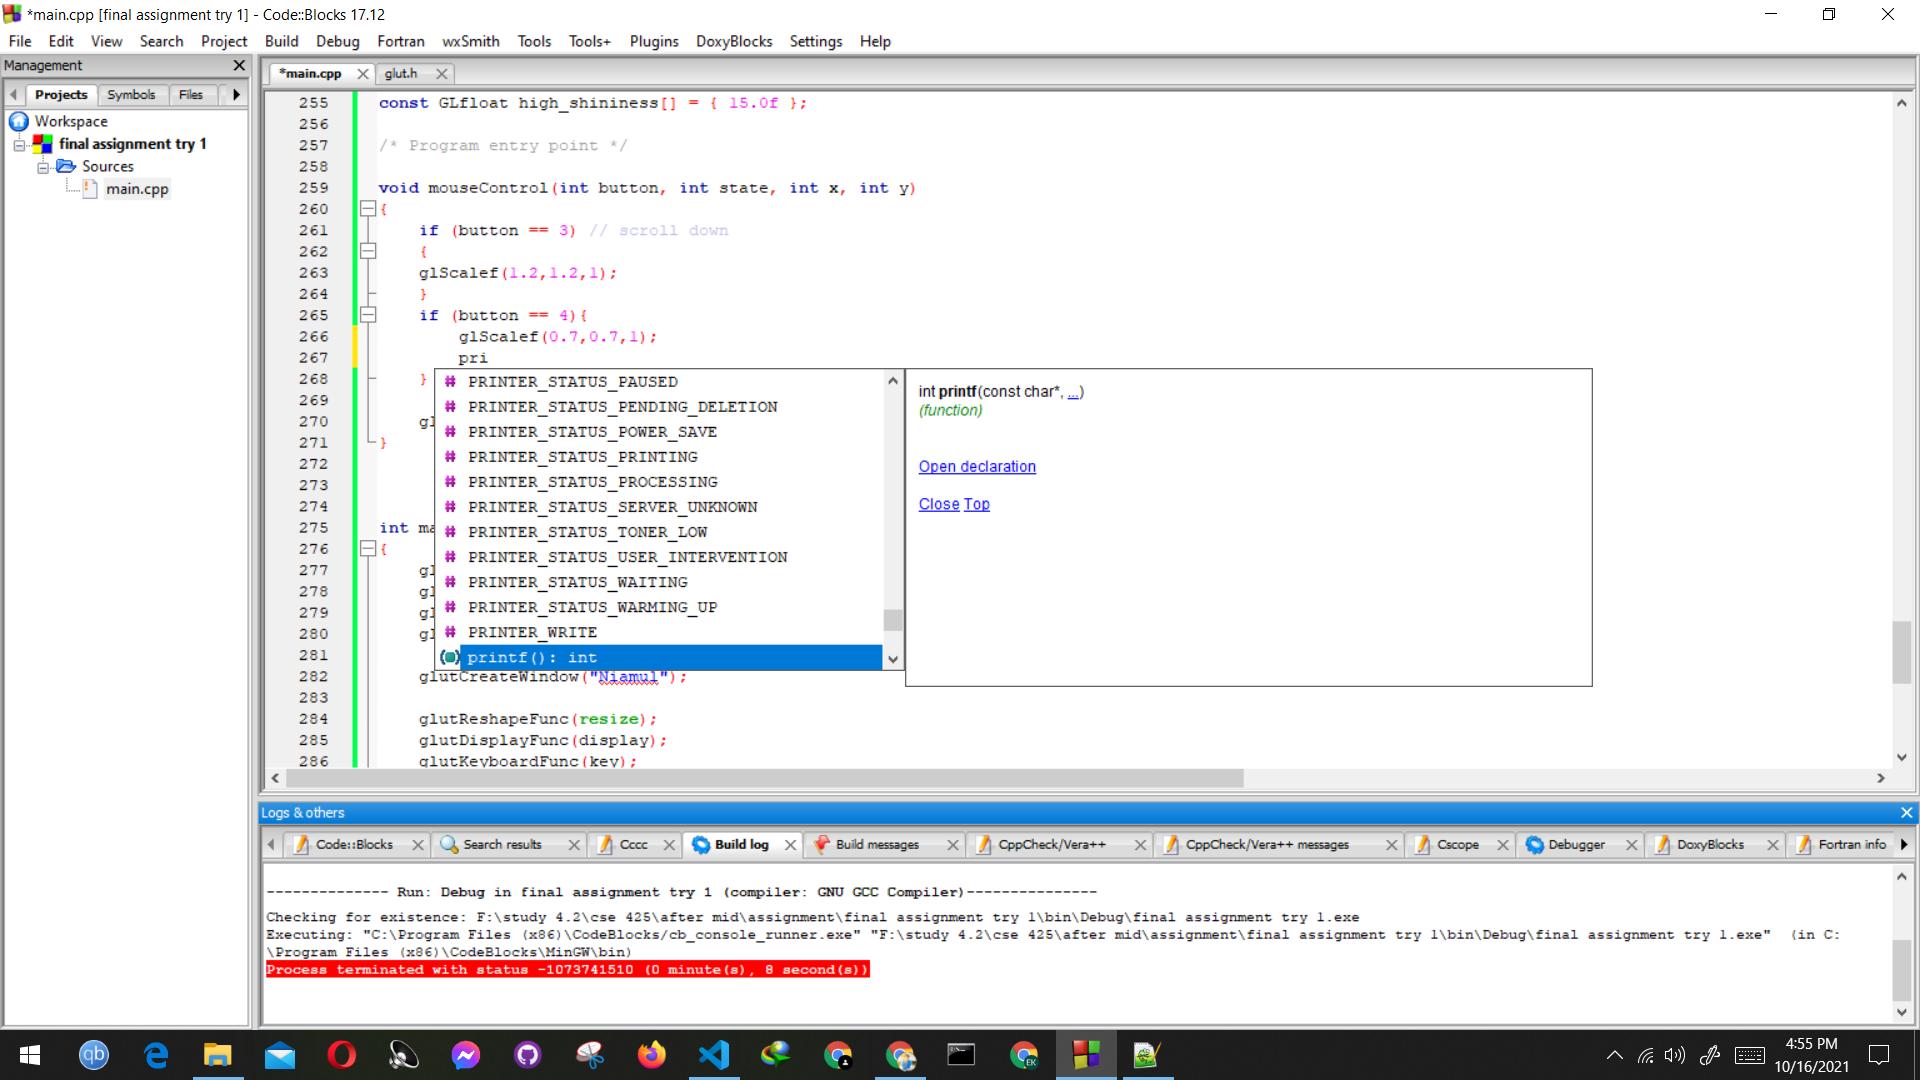 *main.cpp [final assignment try 1] - Code::Blocks 17.12
File Edit View Search Project Build Debug Fortran wxSmith Tools Tools+ Plugins DoxyBlocks Settings Help
Management
Projects Symbols Files
Workspace
final assignment try 1
Sources
main.cpp
*main.cpp glut.h
255 const GLfloat high_shininess[] = { 15.0f };
256
257 /* Program entry point */
258
259 void mouseControl(int button, int state, int x, int y)
260 {
261 if (button == 3) // scroll down
262 {
263 glScalef(1.2,1.2,1);
264 }
265 if (button == 4){
266 glScalef(0.7,0.7,1);
267 pri
268 }
269
270 gl
271 }
272
273
274
275 int ma
276 {
277 gl
278 gl
279 gl
280 gl
281
282 glutCreateWindow("Niamul");
283
284 glutReshapeFunc(resize);
285 glutDisplayFunc(display);
286 glutKeyboardFunc(key);
# PRINTER_STATUS_PAUSED
# PRINTER_STATUS_PENDING_DELETION
# PRINTER_STATUS_POWER_SAVE
# PRINTER_STATUS_PRINTING
# PRINTER_STATUS_PROCESSING
# PRINTER_STATUS_SERVER_UNKNOWN
# PRINTER_STATUS_TONER_LOW
# PRINTER_STATUS_USER_INTERVENTION
# PRINTER_STATUS_WAITING
# PRINTER_STATUS_WARMING_UP
# PRINTER_WRITE
printf(): int
int printf(const char*, ...)
(function)
Open declaration
Close Top
Logs & others
Code::Blocks Search results Cccc Build log Build messages CppCheck/Vera++ CppCheck/Vera++ messages Cscope Debugger DoxyBlocks Fortran info
-------------- Run: Debug in final assignment try 1 (compiler: GNU GCC Compiler)---------------
Checking for existence: F:\study 4.2\cse 425\after mid\assignment\final assignment try 1\bin\Debug\final assignment try 1.exe
Executing: "C:\Program Files (x86)\CodeBlocks/cb_console_runner.exe" "F:\study 4.2\cse 425\after mid\assignment\final assignment try 1\bin\Debug\final assignment try 1.exe"  (in C:
\Program Files (x86)\CodeBlocks\MinGW\bin)
Process terminated with status -1073741510 (0 minute(s), 8 second(s))
qb
EK
4:55 PM
10/16/2021